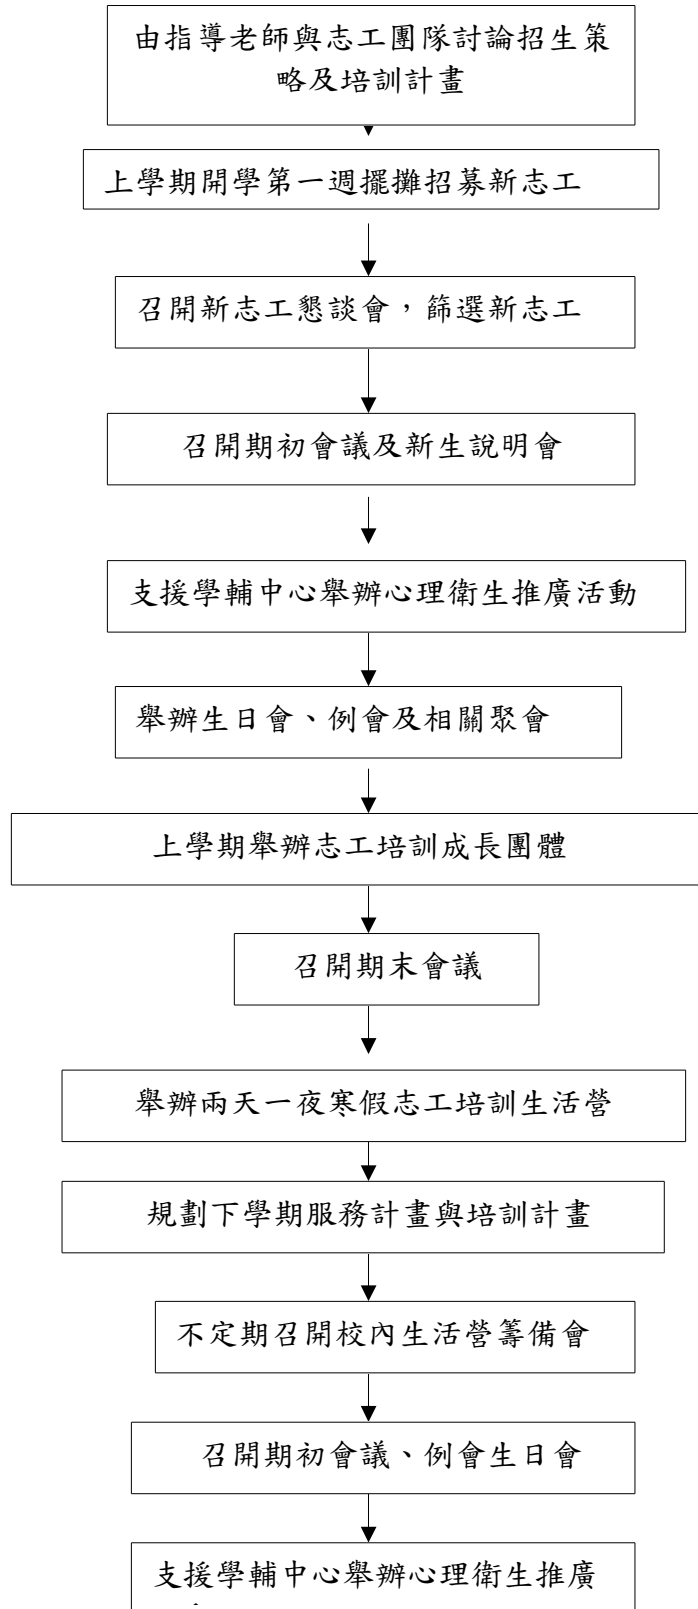 由指導老師與志工團隊討論招生策
略及培訓計畫
上學期開學第一週擺攤招募新志工
召開新志工懇談會，篩選新志工
召開期初會議及新生說明會
支援學輔中心舉辦心理衛生推廣活動
舉辦生日會、例會及相關聚會
上學期舉辦志工培訓成長團體
召開期末會議
舉辦兩天一夜寒假志工培訓生活營
規劃下學期服務計畫與培訓計畫
不定期召開校內生活營籌備會
召開期初會議、例會生日會
支援學輔中心舉辦心理衛生推廣